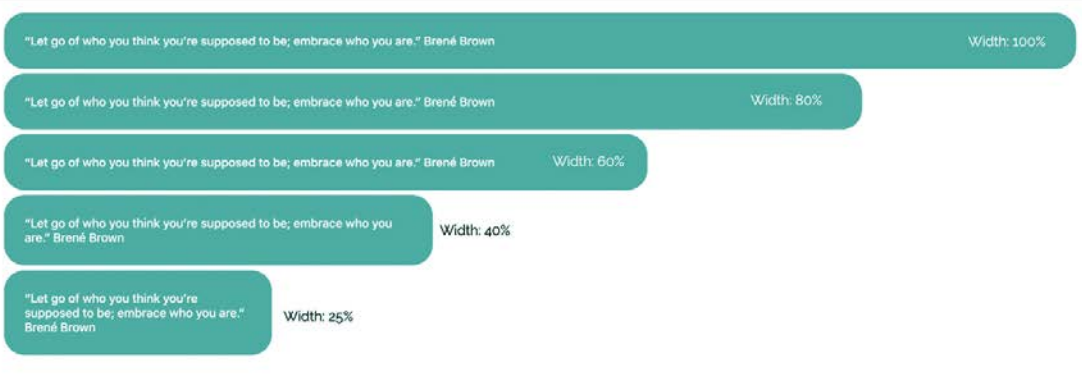 “Let go of who you think you're supposed to be; embrace who you are.” Brené Brown
Width: 100%
“Let go of who you think you're supposed to be; embrace who you are.” Brené Brown
Width: 80%
“Let go of who you think you're supposed to be; embrace who you are.” Brené Brown
Width: 60%
“Let go of who you think you're supposed to be; embrace who you
are.” Brené Brown
Width: 40%
“Let go of who you think you're
supposed to be; embrace who you are.”
Brené Brown
Width: 25%